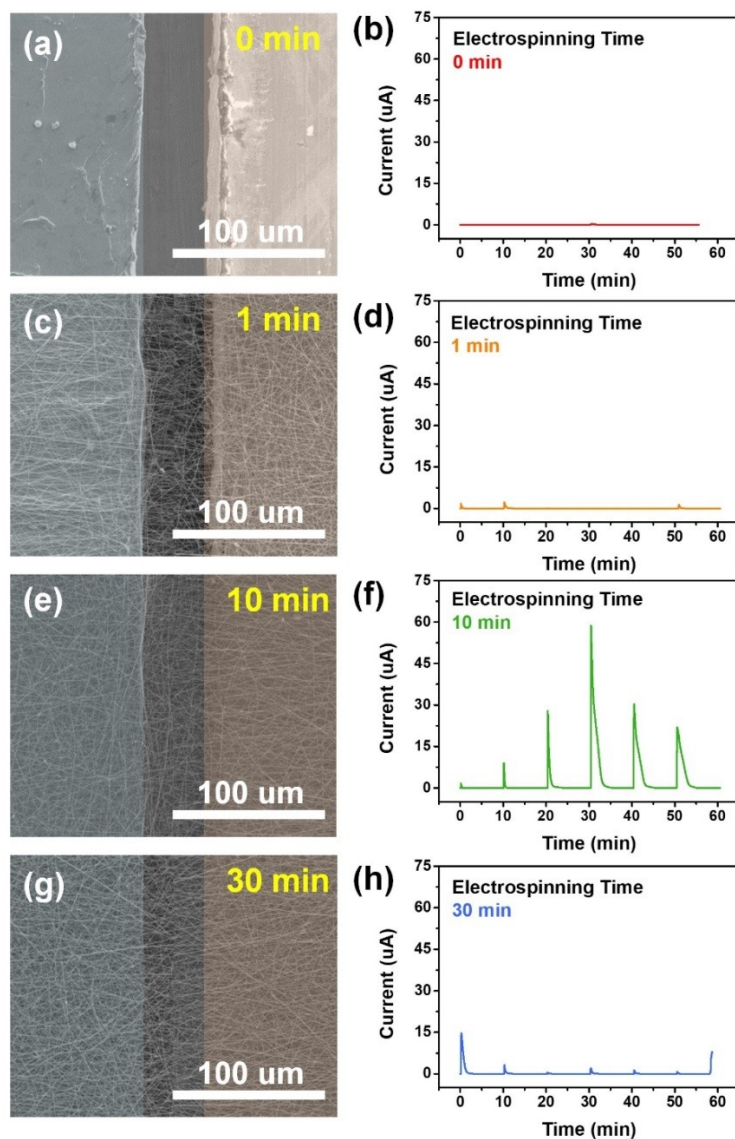 (a)
0 min
100 um
(b)
Electrospinning Time
0 min
Current (uA)
75
60
45
30
15
0
0 10 20 30 40 50 60
Time (min)
(c)
1 min
100 um
(d)
Electrospinning Time
1 min
Current (uA)
75
60
45
30
15
0
0 10 20 30 40 50 60
Time (min)
(e)
10 min
100 um
(f)
Electrospinning Time
10 min
Current (uA)
75
60
45
30
15
0
0 10 20 30 40 50 60
Time (min)
(g)
30 min
100 um
(h)
Electrospinning Time
30 min
Current (uA)
75
60
45
30
15
0
0 10 20 30 40 50 60
Time (min)